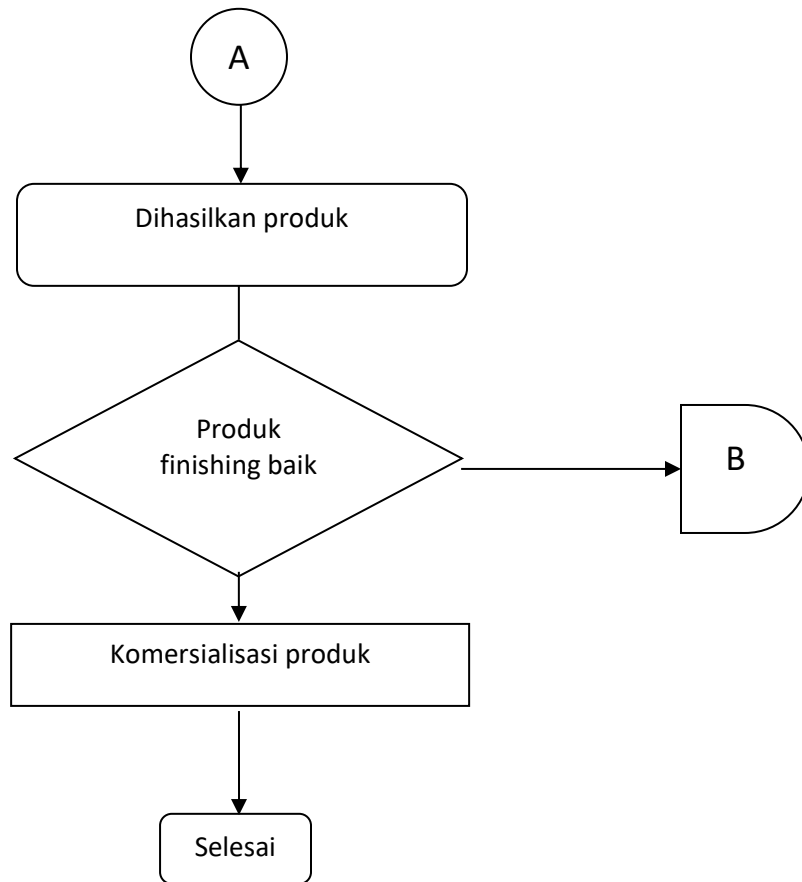 A
Dihasilkan produk
Produk
finishing baik
B
Komersialisasi produk
Selesai